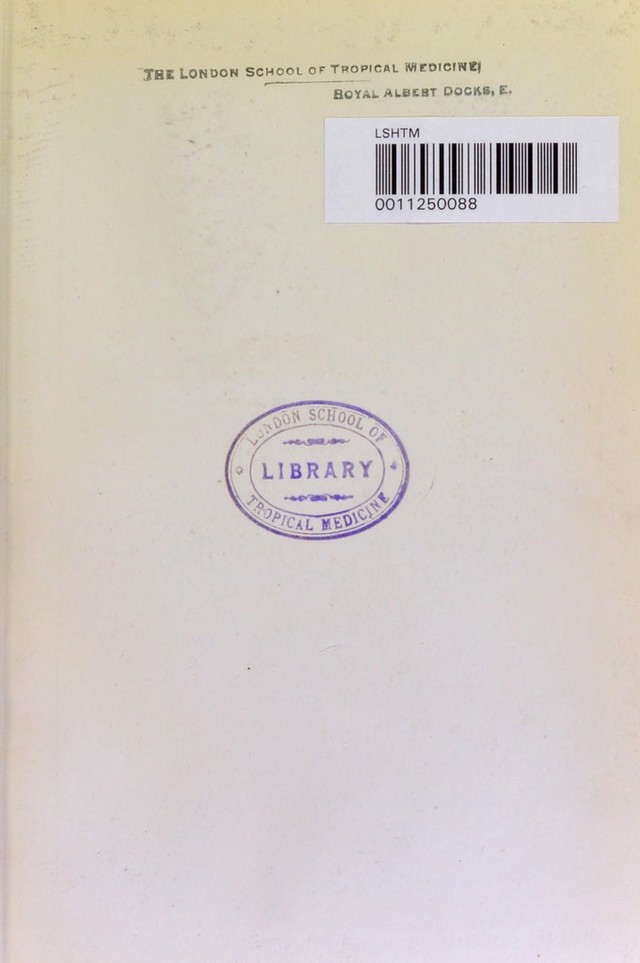 THE LONDON SCHOOL OF TROPICAL MEDICINE,
ROYAL ALBERT DOCKS, E.
LSHTM
0011250088
LONDON SCHOOL OF
LIBRARY
TROPICAL MEDICINE